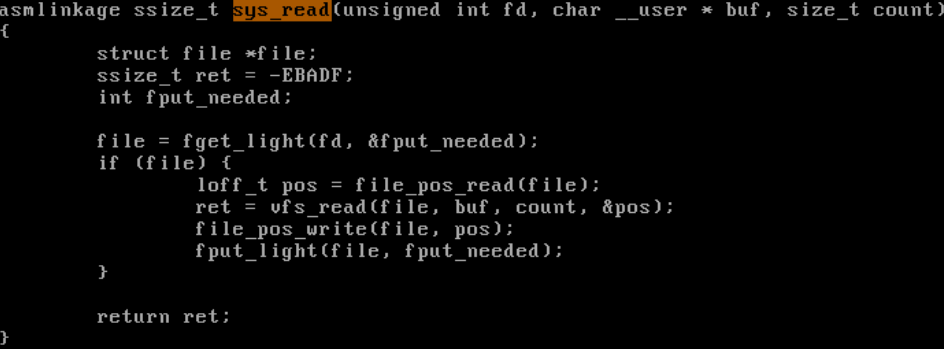 asmlinkage ssize_t sys_read(unsigned int fd, char __user * buf, size_t count)
{
        struct file *file;
        ssize_t ret = -EBADF;
        int fput_needed;

        file = fget_light(fd, &fput_needed);
        if (file) {
                loff_t pos = file_pos_read(file);
                ret = vfs_read(file, buf, count, &pos);
                file_pos_write(file, pos);
                fput_light(file, fput_needed);
        }

        return ret;
}